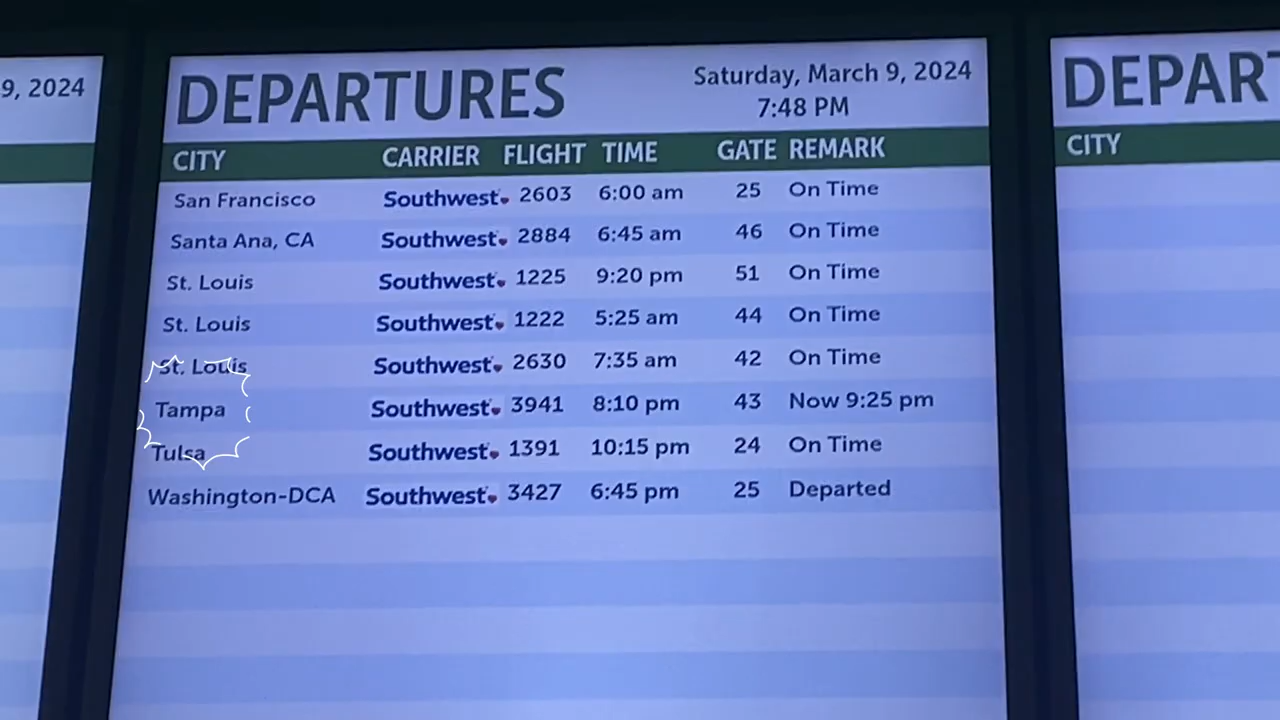 9, 2024
DEPARTURES
Saturday, March 9, 2024
7:48 PM
CITY CARRIER FLIGHT TIME GATE REMARK
San Francisco Southwest 2603 6:00 am 25 On Time
Santa Ana, CA Southwest 2884 6:45 am 46 On Time
St. Louis Southwest 1225 9:20 pm 51 On Time
St. Louis Southwest 1222 5:25 am 44 On Time
St. Louis Southwest 2630 7:35 am 42 On Time
Tampa Southwest 3941 8:10 pm 43 Now 9:25 pm
Tulsa Southwest 1391 10:15 pm 24 On Time
Washington-DCA Southwest 3427 6:45 pm 25 Departed
DEPART
CITY